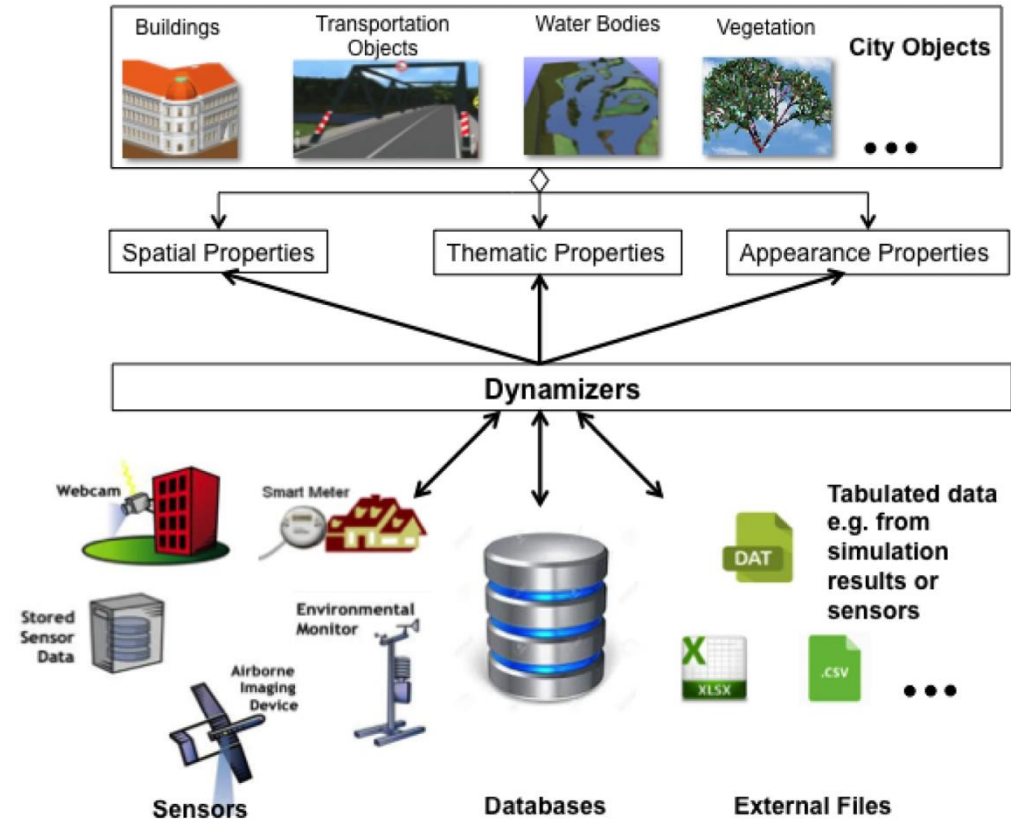 Buildings
Transportation
Objects
Water Bodies
Vegetation
City Objects
Spatial Properties
Thematic Properties
Appearance Properties
Dynamizers
Webcam
Smart Meter
Tabulated data
e.g. from
simulation
results or
sensors
DAT
Stored
Sensor
Data
Environmental
Monitor
Airborne
Imaging
Device
X
XLSX
.CSV
Sensors
Databases
External Files